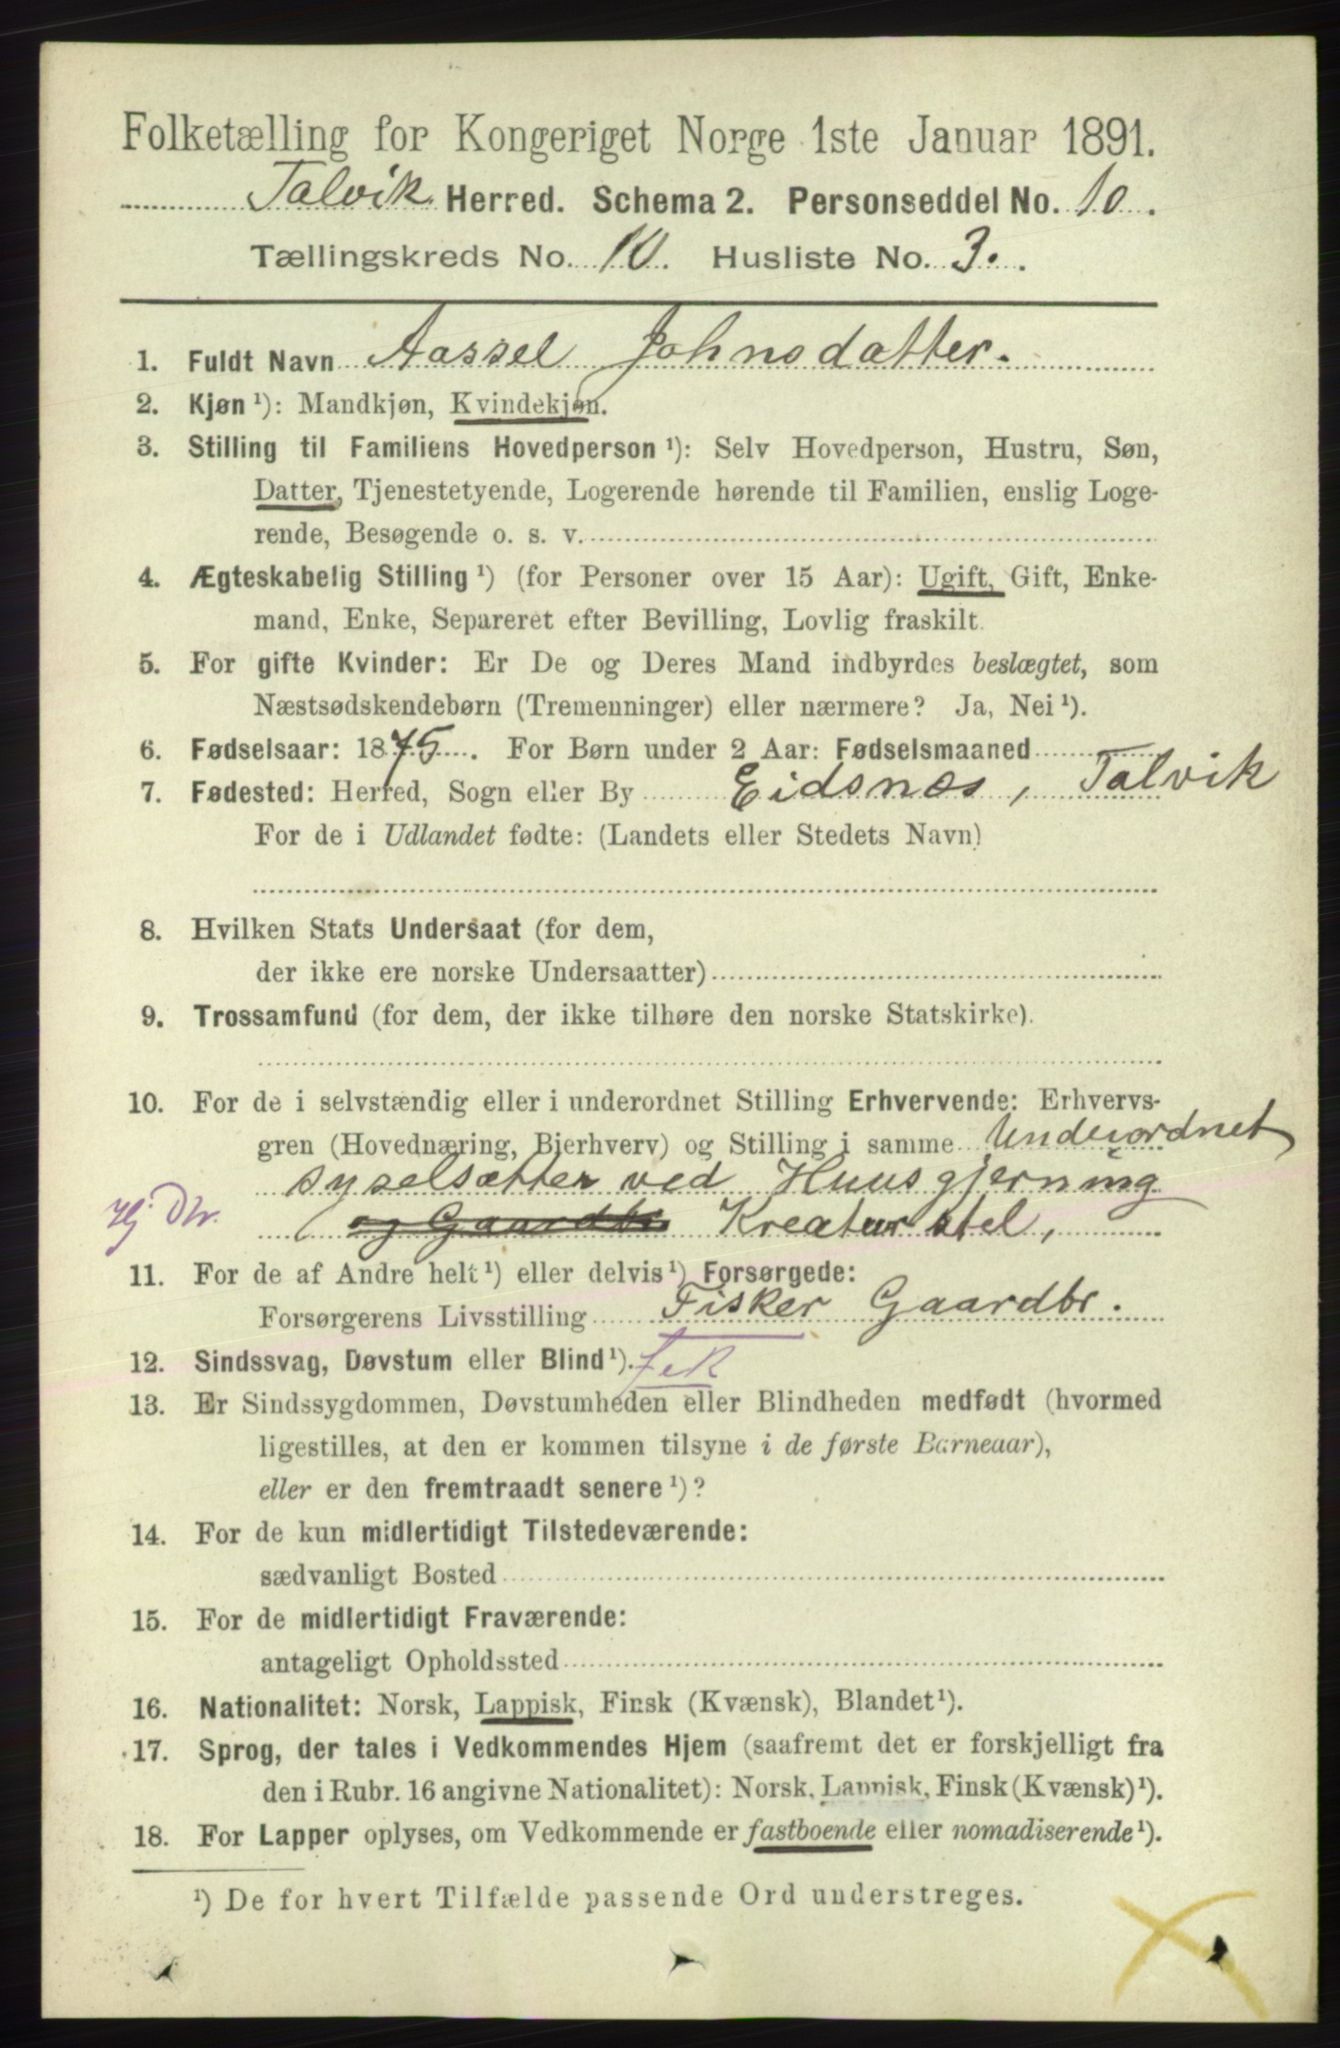 Folketælling for Kongeriget Norge 1ste Januar 1891.
Talvik Herred. Schema 2. Personseddel No. 10.
Tællingskreds No. 10. Husliste No. 3.
1. Fuldt Navn Aassel Johnsdatter.
2. Kjøn ¹): Mandkjøn, Kvindekjøn.
3. Stilling til Familiens Hovedperson ¹): Selv Hovedperson, Hustru, Søn,
Datter, Tjenestetyende, Logerende hørende til Familien, enslig Loge-
rende, Besøgende o. s. v.
4. Ægteskabelig Stilling ¹) (for Personer over 15 Aar): Ugift, Gift, Enke-
mand, Enke, Separeret efter Bevilling, Lovlig fraskilt
5. For gifte Kvinder: Er De og Deres Mand indbyrdes beslægtet, som
Næstsødskendebørn (Tremenninger) eller nærmere? Ja, Nei ¹).
6. Fødselsaar: 1875. For Børn under 2 Aar: Fødselsmaaned
7. Fødested: Herred, Sogn eller By Eidsnæs, Talvik
For de i Udlandet fødte: (Landets eller Stedets Navn)
8. Hvilken Stats Undersaat (for dem,
der ikke ere norske Undersaatter)
9. Trossamfund (for dem, der ikke tilhøre den norske Statskirke).
10. For de i selvstændig eller i underordnet Stilling Erhvervende: Erhvervs-
gren (Hovednæring, Bierhverv) og Stilling i samme Underordnet
syselsætter ved Huusgjerning
Hj Dtr. og Gaardbr Kreaturstel,
11. For de af Andre helt ¹) eller delvis ¹) Forsørgede:
Forsørgerens Livsstilling Fisker Gaardbr.
12. Sindssvag, Døvstum eller Blind ¹).
13. Er Sindssygdommen, Døvstumheden eller Blindheden medfødt (hvormed
ligestilles, at den er kommen tilsyne i de første Barneaar),
eller er den fremtraadt senere ¹)?
14. For de kun midlertidigt Tilstedeværende:
sædvanligt Bosted
15. For de midlertidigt Fraværende:
antageligt Opholdssted
16. Nationalitet: Norsk, Lappisk, Finsk (Kvænsk), Blandet ¹).
17. Sprog, der tales i Vedkommendes Hjem (saafremt det er forskjelligt fra
den i Rubr. 16 angivne Nationalitet): Norsk, Lappisk, Finsk (Kvænsk) ¹).
18. For Lapper oplyses, om Vedkommende er fastboende eller nomadiserende ¹).
¹) De for hvert Tilfælde passende Ord understreges.